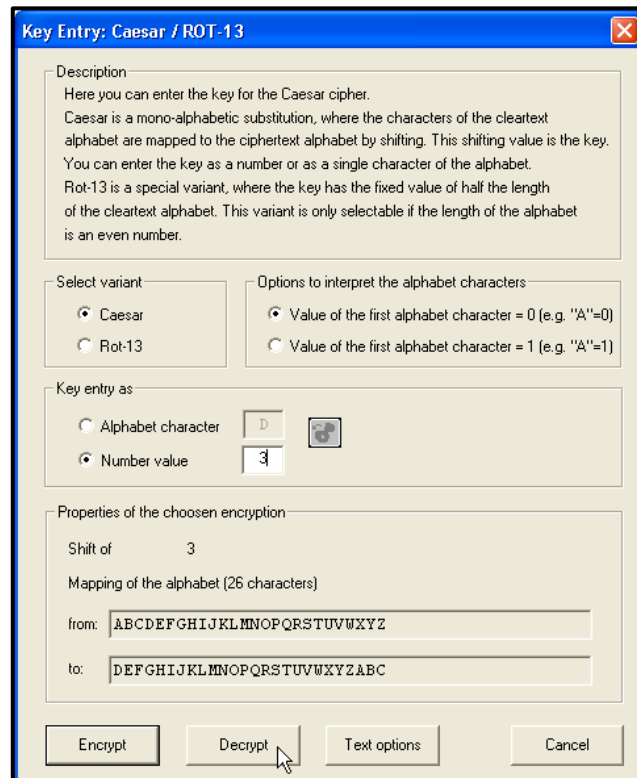 Key Entry: Caesar / ROT-13
Description
Here you can enter the key for the Caesar cipher.
Caesar is a mono-alphabetic substitution, where the characters of the cleartext
alphabet are mapped to the ciphertext alphabet by shifting. This shifting value is the key.
You can enter the key as a number or as a single character of the alphabet.
Rot-13 is a special variant, where the key has the fixed value of half the length
of the cleartext alphabet. This variant is only selectable if the length of the alphabet
is an even number.
Select variant
Caesar
Rot-13
Options to interpret the alphabet characters
Value of the first alphabet character = 0 (e.g. "A"=0)
Value of the first alphabet character = 1 (e.g. "A"=1)
Key entry as
Alphabet character D
Number value 3
Properties of the choosen encryption
Shift of 3
Mapping of the alphabet (26 characters)
from: ABCDEFGHIJKLMNOPQRSTUVWXYZ
to: DEFGHIJKLMNOPQRSTUVWXYZABC
Encrypt Decrypt Text options Cancel